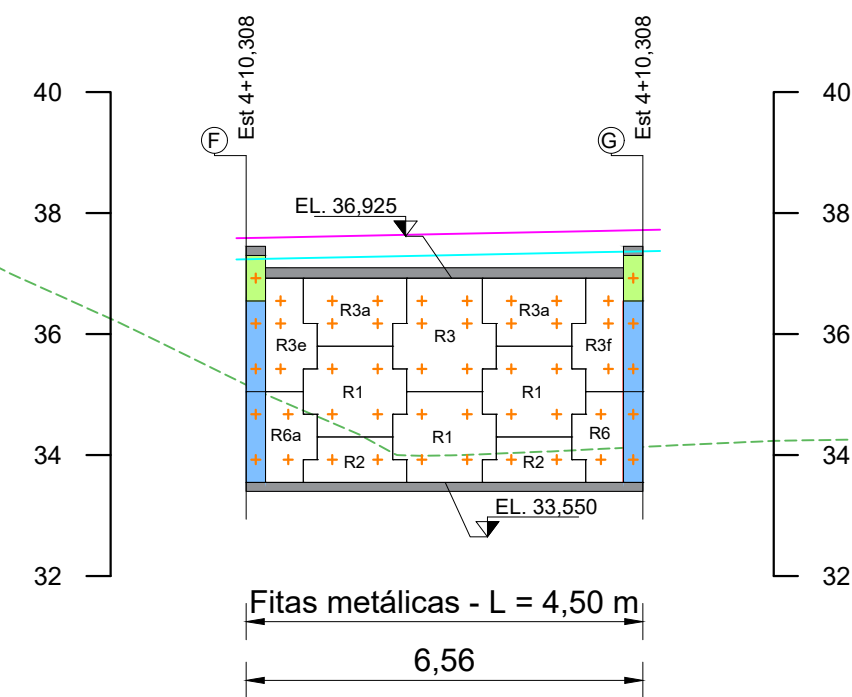 Est 4+10,308
Est 4+10,308
40
40
F
G
38
38
EL. 36,925
36
36
R3a
R3
R3a
R3e
R3f
R1
R1
R6a
R1
R6
34
34
R2
R2
EL. 33,550
32
32
Fitas metálicas - L = 4,50 m
6,56